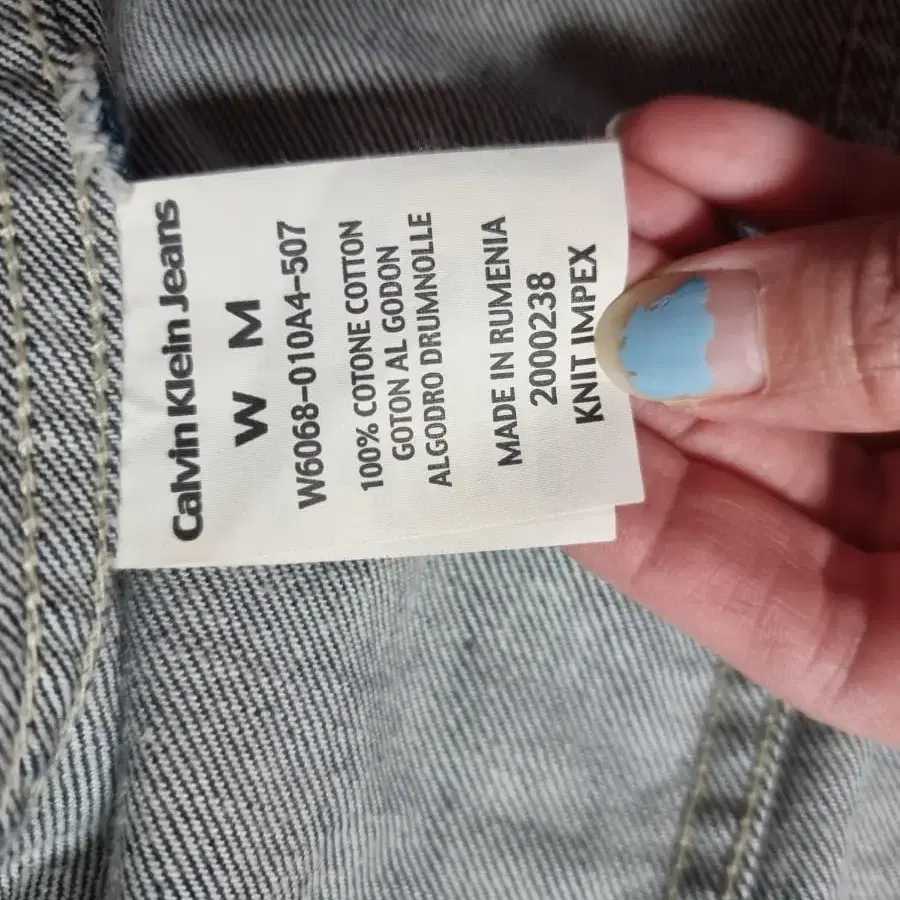 Calvin Klein Jeans
W M
W6068-010A4-507
100% COTONE COTTON
GOTON AL GODON
ALGODRO DRUMNOLLE
MADE IN RUMENIA
2000238
KNIT IMPEX